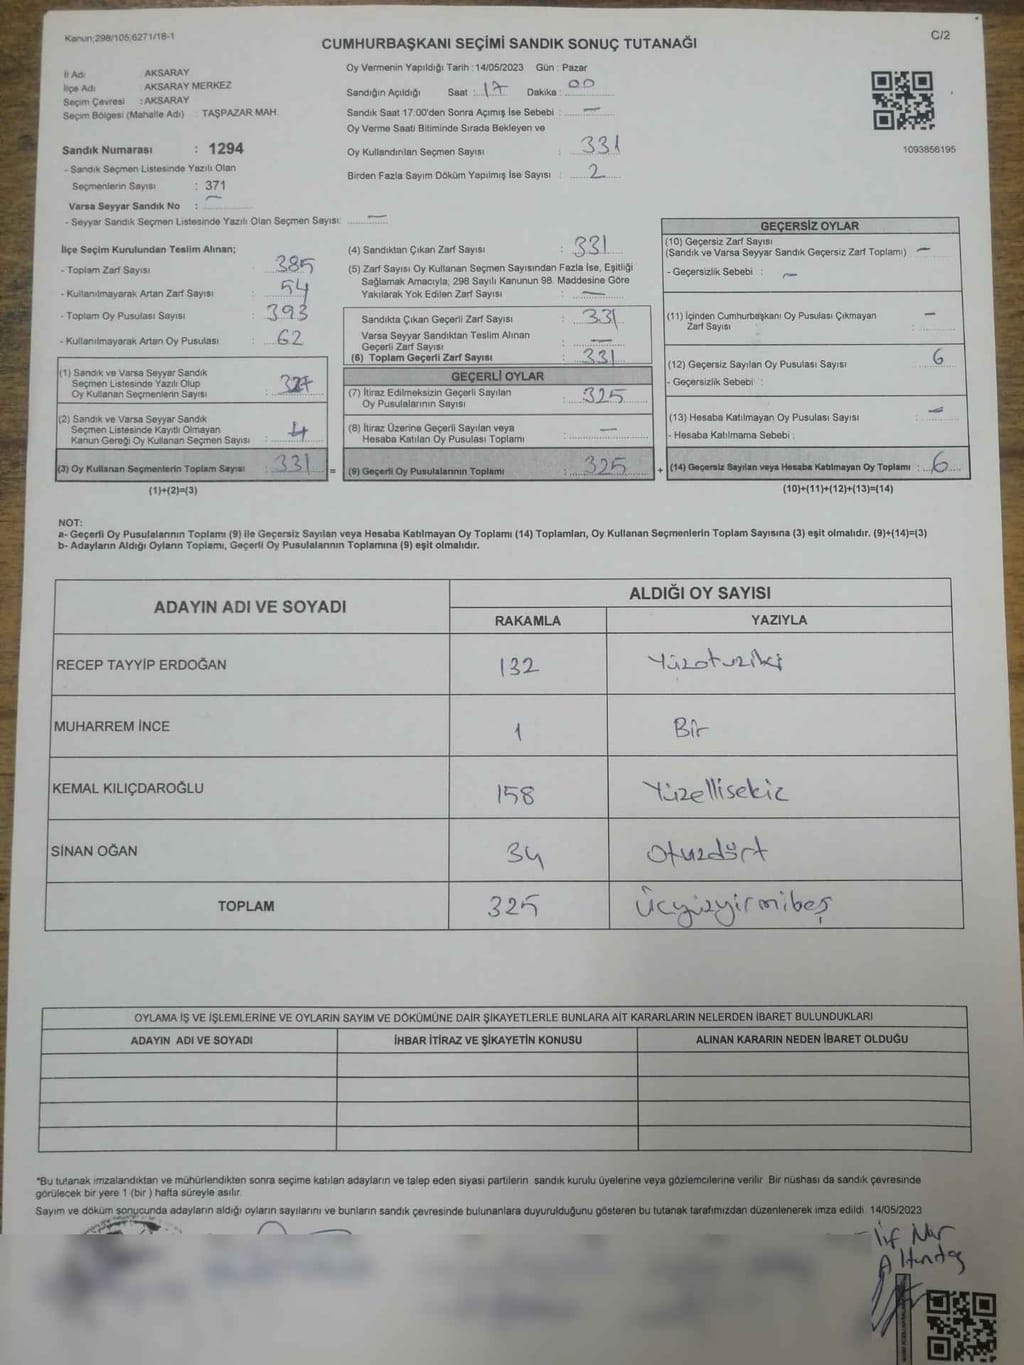 Kanun;298/105;6271/18-1
C/2
CUMHURBAŞKANI SEÇİMİ SANDIK SONUÇ TUTANAĞI
İl Adı AKSARAY
İlçe Adı AKSARAY MERKEZ
Seçim Çevresi : AKSARAY
Seçim Bölgesi (Mahalle Adı) : TAŞPAZAR MAH.
Sandık Numarası : 1294
- Sandık Seçmen Listesinde Yazılı Olan
Seçmenlerin Sayısı : 371
Varsa Seyyar Sandık No : –
- Seyyar Sandık Seçmen Listesinde Yazılı Olan Seçmen Sayısı: –
Oy Vermenin Yapıldığı Tarih : 14/05/2023 Gün : Pazar
Sandığın Açıldığı Saat : 17 Dakika : 00
Sandık Saat 17:00'den Sonra Açımış İse Sebebi : –
Oy Verme Saati Bitiminde Sırada Bekleyen ve
Oy Kullandırılan Seçmen Sayısı : 331
Birden Fazla Sayım Döküm Yapılmış İse Sayısı : 2
1093856195
İlçe Seçim Kurulundan Teslim Alınan;
- Toplam Zarf Sayısı : 385
- Kullanılmayarak Artan Zarf Sayısı : 54
- Toplam Oy Pusulası Sayısı : 393
- Kullanılmayarak Artan Oy Pusulası : 62
(1) Sandık ve Varsa Seyyar Sandık
Seçmen Listesinde Yazılı Olup
Oy Kullanan Seçmenlerin Sayısı : 327
(2) Sandık ve Varsa Seyyar Sandık
Seçmen Listesinde Kayıtlı Olmayan
Kanun Gereği Oy Kullanan Seçmen Sayısı : 4
(3) Oy Kullanan Seçmenlerin Toplam Sayısı : 331
(1)+(2)=(3)
(4) Sandıktan Çıkan Zarf Sayısı : 331
(5) Zarf Sayısı Oy Kullanan Seçmen Sayısından Fazla İse, Eşitliği
Sağlamak Amacıyla; 298 Sayılı Kanunun 98. Maddesine Göre
Yakılarak Yok Edilen Zarf Sayısı : –
Sandıkta Çıkan Geçerli Zarf Sayısı : 331
Varsa Seyyar Sandıktan Teslim Alınan
Geçerli Zarf Sayısı : –
(6) Toplam Geçerli Zarf Sayısı : 331
GEÇERLİ OYLAR
(7) İtiraz Edilmeksizin Geçerli Sayılan
Oy Pusulalarının Sayısı : 325
(8) İtiraz Üzerine Geçerli Sayılan veya
Hesaba Katılan Oy Pusulası Toplamı : –
= (9) Geçerli Oy Pusulalarının Toplamı : 325
GEÇERSİZ OYLAR
(10) Geçersiz Zarf Sayısı
(Sandık ve Varsa Seyyar Sandık Geçersiz Zarf Toplamı) : –
- Geçersizlik Sebebi : –
(11) İçinden Cumhurbaşkanı Oy Pusulası Çıkmayan
Zarf Sayısı –
(12) Geçersiz Sayılan Oy Pusulası Sayısı : 6
- Geçersizlik Sebebi :
(13) Hesaba Katılmayan Oy Pusulası Sayısı : –
- Hesaba Katılmama Sebebi :
+ (14) Geçersiz Sayılan veya Hesaba Katılmayan Oy Toplamı : 6
(10)+(11)+(12)+(13)=(14)
NOT:
a- Geçerli Oy Pusulalarının Toplamı (9) ile Geçersiz Sayılan veya Hesaba Katılmayan Oy Toplamı (14) Toplamları, Oy Kullanan Seçmenlerin Toplam Sayısına (3) eşit olmalıdır. (9)+(14)=(3)
b- Adayların Aldığı Oyların Toplamı, Geçerli Oy Pusulalarının Toplamına (9) eşit olmalıdır.
ADAYIN ADI VE SOYADI
ALDIĞI OY SAYISI
RAKAMLA YAZIYLA
RECEP TAYYİP ERDOĞAN 132 Yüzotuziki
MUHARREM İNCE 1 Bir
KEMAL KILIÇDAROĞLU 158 Yüzellisekiz
SİNAN OĞAN 34 Otuzdört
TOPLAM 325 Üçyüzyirmibeş
OYLAMA İŞ VE İŞLEMLERİNE VE OYLARIN SAYIM VE DÖKÜMÜNE DAİR ŞİKAYETLERLE BUNLARA AİT KARARLARIN NELERDEN İBARET BULUNDUKLARI
ADAYIN ADI VE SOYADI İHBAR İTİRAZ VE ŞİKAYETİN KONUSU ALINAN KARARIN NEDEN İBARET OLDUĞU
*Bu tutanak imzalandıktan ve mühürlendikten sonra seçime katılan adayların ve talep eden siyasi partilerin sandık kurulu üyelerine veya gözlemcilerine verilir. Bir nüshası da sandık çevresinde
görülecek bir yere 1 (bir ) hafta süreyle asılır.
Sayım ve döküm sonucunda adayların aldığı oyların sayılarını ve bunların sandık çevresinde bulunanlara duyurulduğunu gösteren bu tutanak tarafımızdan düzenlenerek imza edildi. 14/05/2023